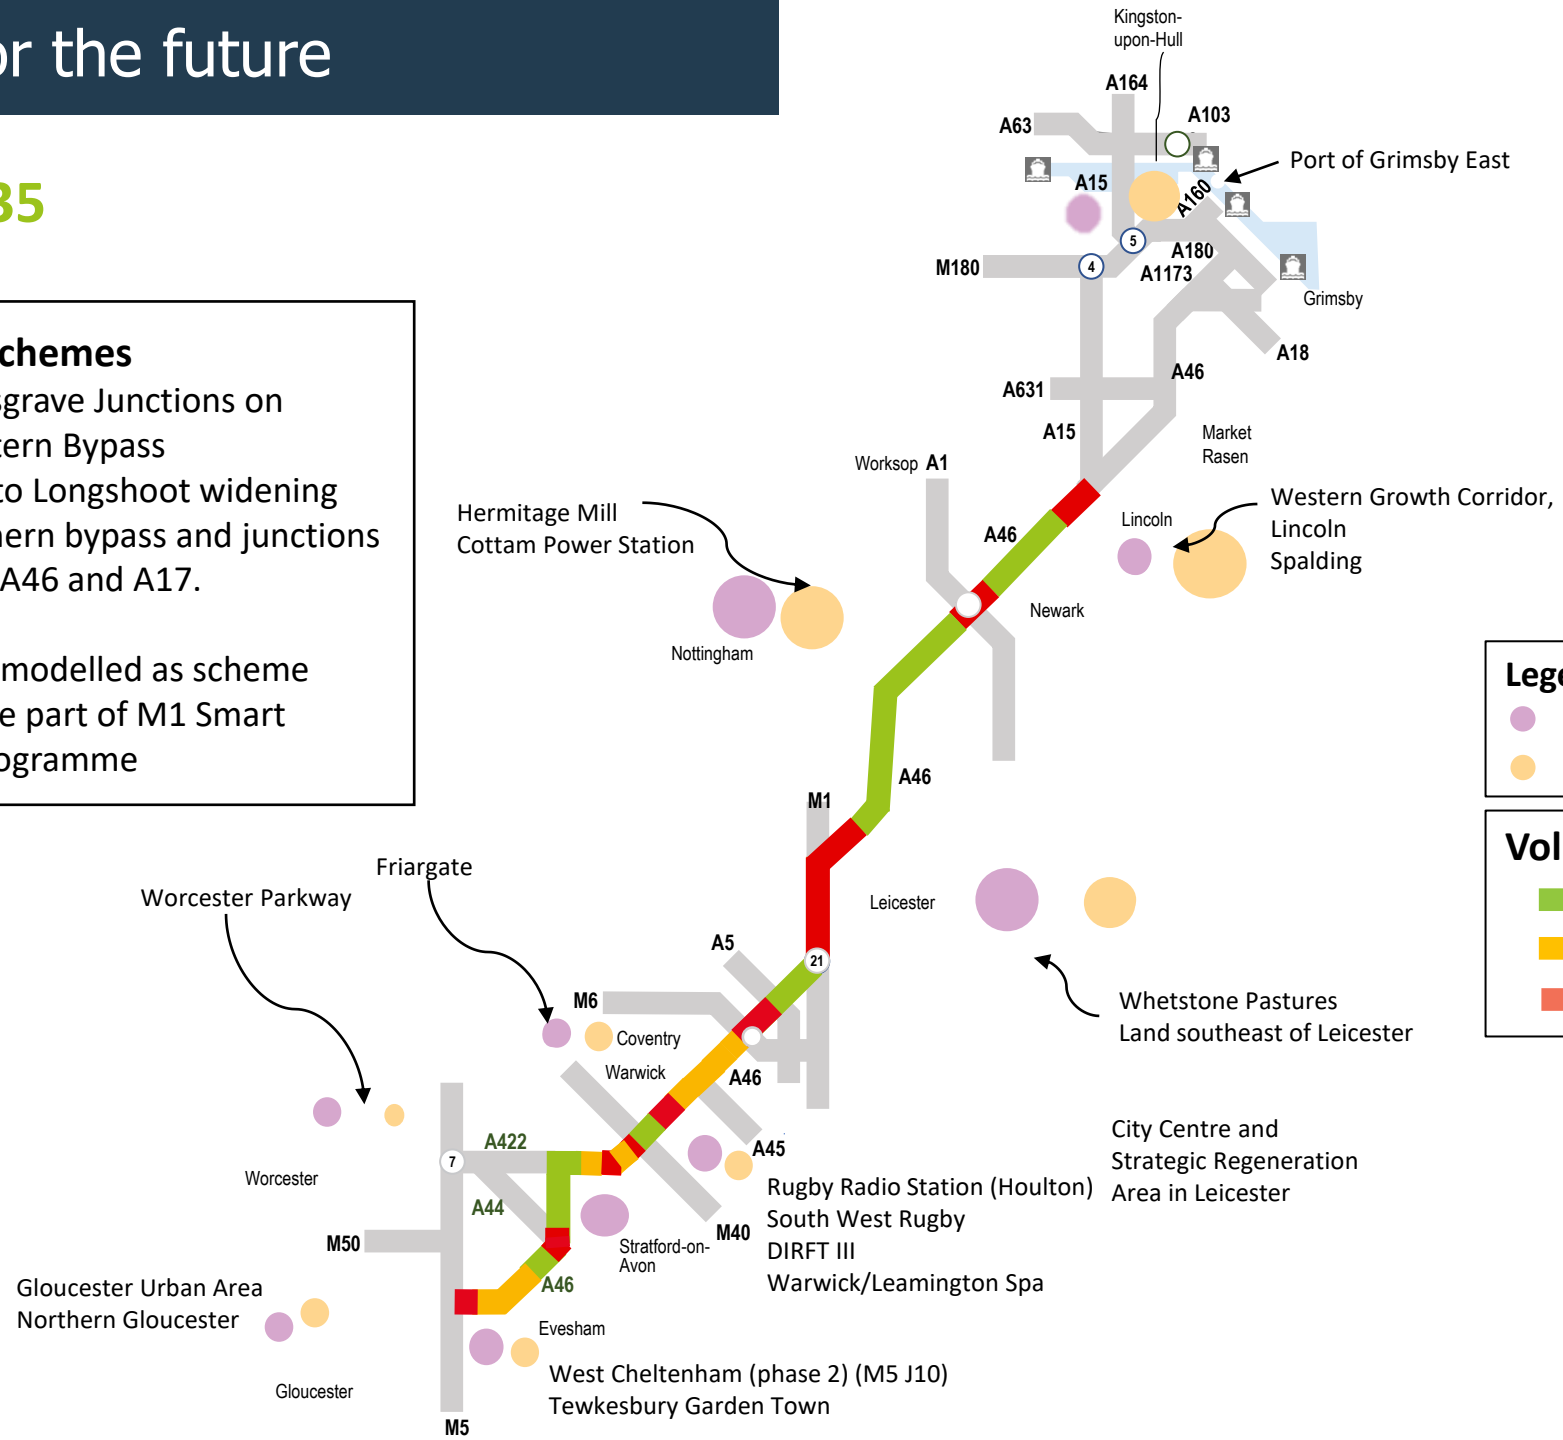 or the future
35
chemes
sgrave Junctions on
tern Bypass
to Longshoot widening
hern bypass and junctions
A46 and A17.
modelled as scheme
e part of M1 Smart
ogramme
Kingston-
upon-Hull
A164
A63
A103
Port of Grimsby East
A15
A160
5
A180
M180
4
A1173
Grimsby
A18
A46
A631
A15
Market
Rasen
Worksop A1
Western Growth Corridor,
Lincoln
Spalding
Hermitage Mill
Cottam Power Station
Lincoln
A46
Newark
Nottingham
Lege
A46
M1
Vol
Friargate
Worcester Parkway
Leicester
A5
21
M6
Whetstone Pastures
Land southeast of Leicester
Coventry
Warwick
A46
City Centre and
Strategic Regeneration
Area in Leicester
A422
A45
7
Worcester
A44
Rugby Radio Station (Houlton)
South West Rugby
DIRFT III
Warwick/Leamington Spa
M40
Stratford-on-
Avon
M50
A46
Gloucester Urban Area
Northern Gloucester
Evesham
West Cheltenham (phase 2) (M5 J10)
Tewkesbury Garden Town
Gloucester
M5